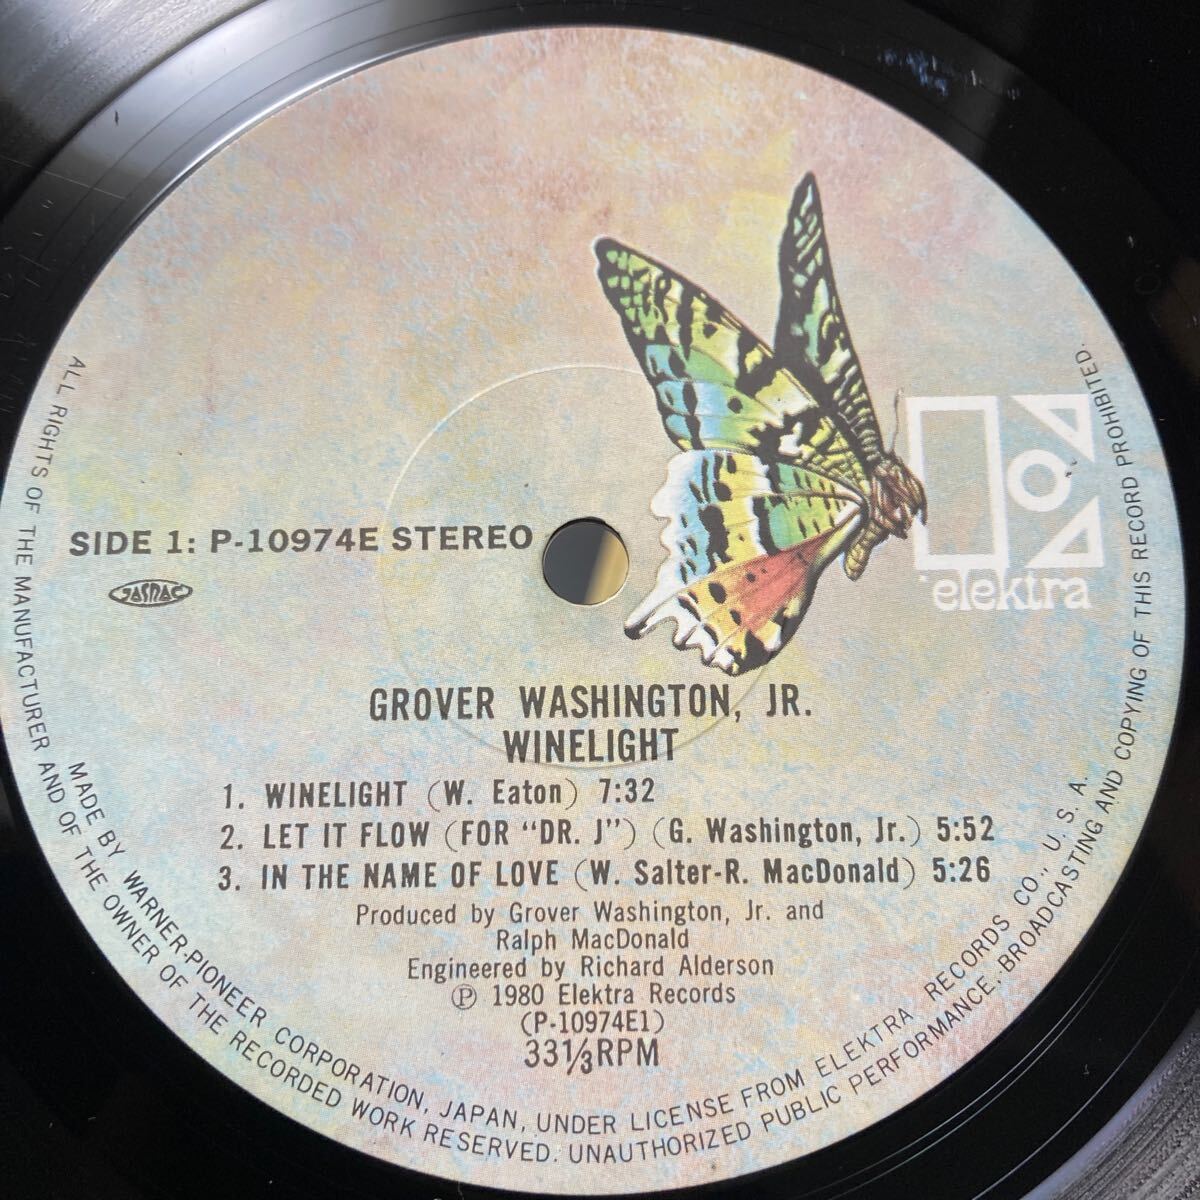 elektra
SIDE 1: P-10974E STEREO
JASRAC
GROVER WASHINGTON, JR.
WINELIGHT
1. WINELIGHT (W. Eaton) 7:32
2. LET IT FLOW (FOR "DR. J") (G. Washington, Jr.) 5:52
3. IN THE NAME OF LOVE (W. Salter-R. MacDonald) 5:26
Produced by Grover Washington, Jr. and
Ralph MacDonald
Engineered by Richard Alderson
Ⓟ 1980 Elektra Records
(P-10974E1)
33 1/3 RPM
MADE BY WARNER-PIONEER CORPORATION, JAPAN, UNDER LICENSE FROM ELEKTRA RECORDS CO., U. S. A.
ALL RIGHTS OF THE MANUFACTURER AND OF THE OWNER OF THE RECORDED WORK RESERVED. UNAUTHORIZED PUBLIC PERFORMANCE, BROADCASTING AND COPYING OF THIS RECORD PROHIBITED.